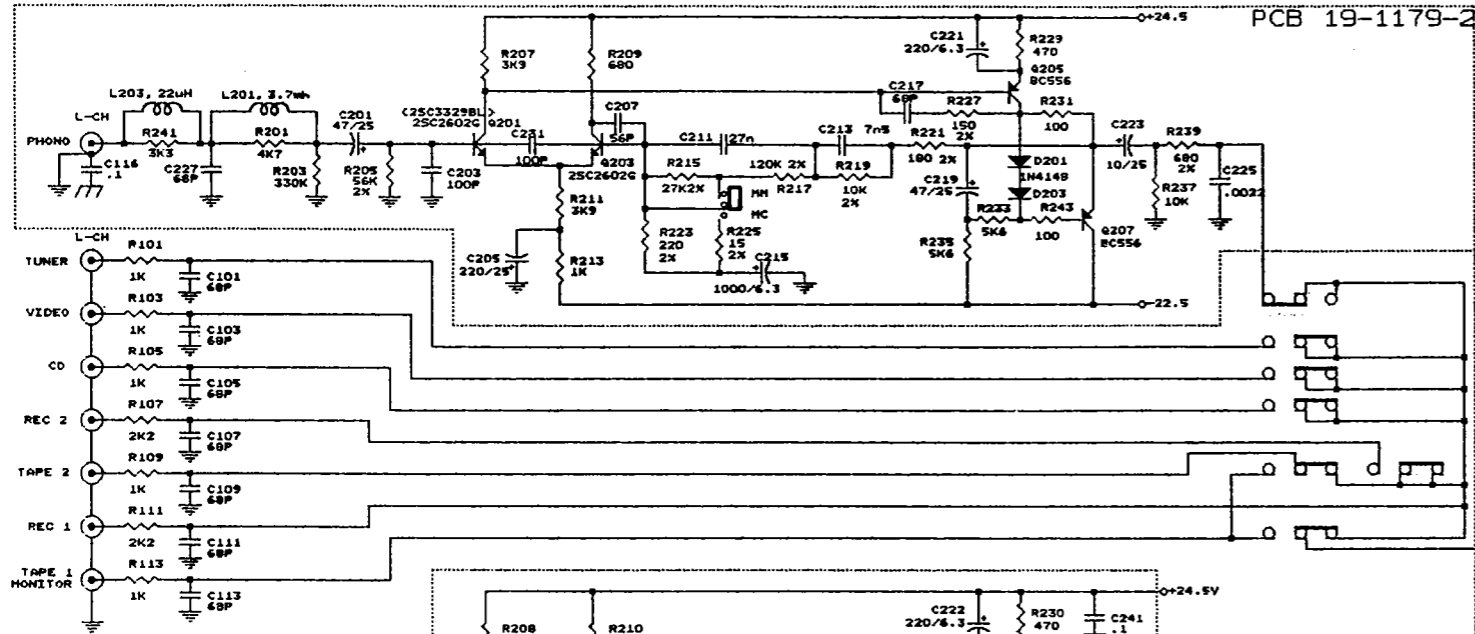 PCB 19-1179-2
+24.5
C221
220/6.3
R229
470
Q205
BC556
R207
3K9
R209
680
L203, 22uH
L201, 3.7mh
L-CH
PHONO
R241
3K3
R201
4K7
C201
47/25
<2SC3329BL>
2SC2602G Q201
C207
56P
C217
68P
R227
150
2%
R231
100
C116
.1
C227
68P
R203
330K
R205
56K
2%
C203
100P
C231
100P
Q203
2SC2602G
C211
27n
C213
7n5
R215
27K2%
120K 2%
R217
R219
10K
2%
R221
180 2%
C219
47/25
D201
1N4148
D203
C223
10/25
R239
680
2%
R237
10K
C225
.0022
R211
3K9
MM
MC
R223
220
2%
R225
15
2%
R233
5K6
R243
100
Q207
BC556
R235
5K6
C205
220/25
R213
1K
C215
1000/6.3
-22.5
L-CH
TUNER
R101
1K
C101
68P
VIDEO
R103
1K
C103
68P
CD
R105
1K
C105
68P
REC 2
R107
2K2
C107
68P
TAPE 2
R109
1K
C109
68P
REC 1
R111
2K2
C111
68P
TAPE 1
MONITOR
R113
1K
C113
68P
+24.5V
R208
R210
C222
220/6.3
R230
470
C241
.1